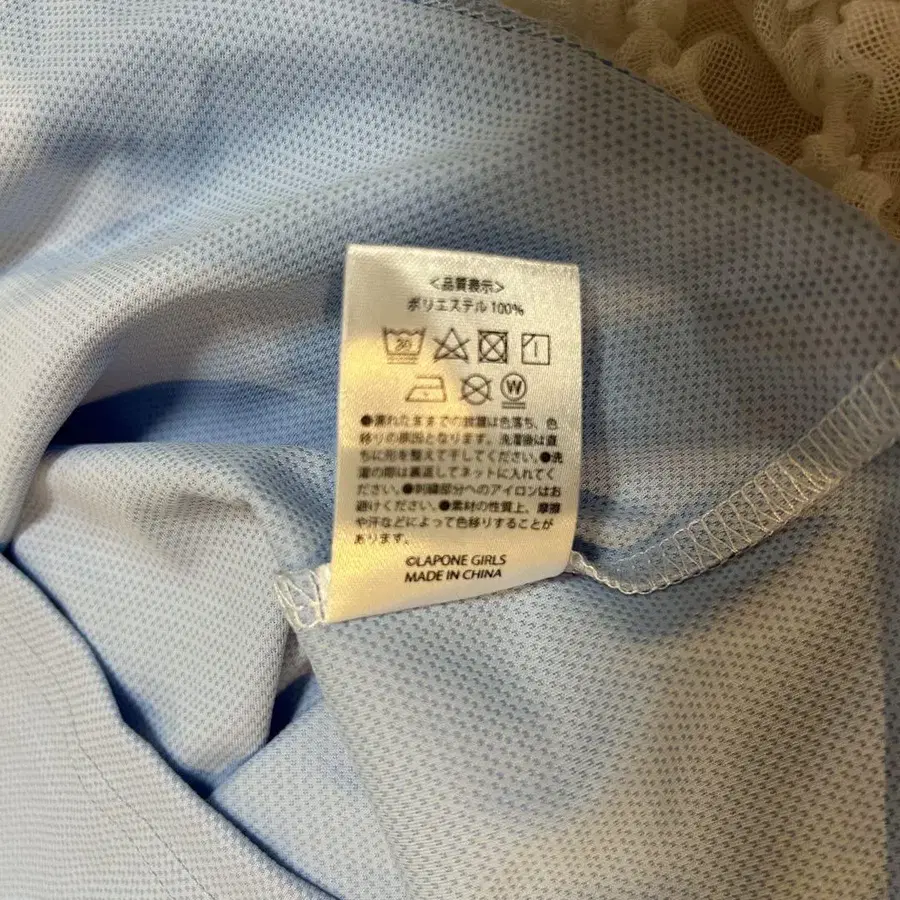 <品質表示>
ポリエステル 100%
30
W
●濡れたままでの放置は色落ち、色
移りの原因となります。洗濯後は直
ちに形を整えて干してください。●洗
濯の際は裏返してネットに入れてく
ださい。●刺繍部分へのアイロンはお
避けください。●素材の性質上、摩擦
や汗などによって色移りすることが
あります。
©LAPONE GIRLS
MADE IN CHINA